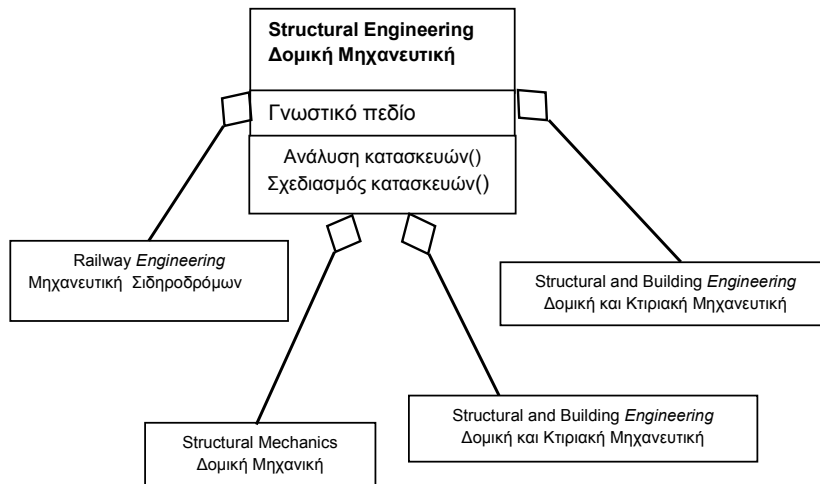 Structural Engineering
Δομική Μηχανευτική
Γνωστικό πεδίο
Ανάλυση κατασκευών()
Σχεδιασμός κατασκευών()
Railway Engineering
Μηχανευτική Σιδηροδρόμων
Structural and Building Engineering
Δομική και Κτιριακή Μηχανευτική
Structural Mechanics
Δομική Μηχανική
Structural and Building Engineering
Δομική και Κτιριακή Μηχανευτική